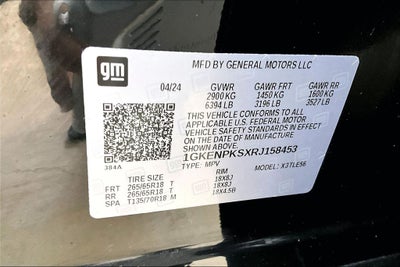 gm
MFD BY GENERAL MOTORS LLC
04/24 GVWR GAWR FRT GAWR RR
2900 KG 1450 KG 1600 KG
6394 LB 3196 LB 3527 LB
THIS VEHICLE CONFORMS TO ALL
APPLICABLE U.S. FEDERAL MOTOR
VEHICLE SAFETY STANDARDS IN EFFECT
ON THE DATE OF MANUFACTURE
1GKENPKSXRJ158453
384A TYPE: MPV MODEL: X3TLE56
TIRE SIZE RIM
FRT 265/65R18 T 18X8J
RR 265/65R18 T 18X8J
SPA T135/70R18 M 18X4.5B